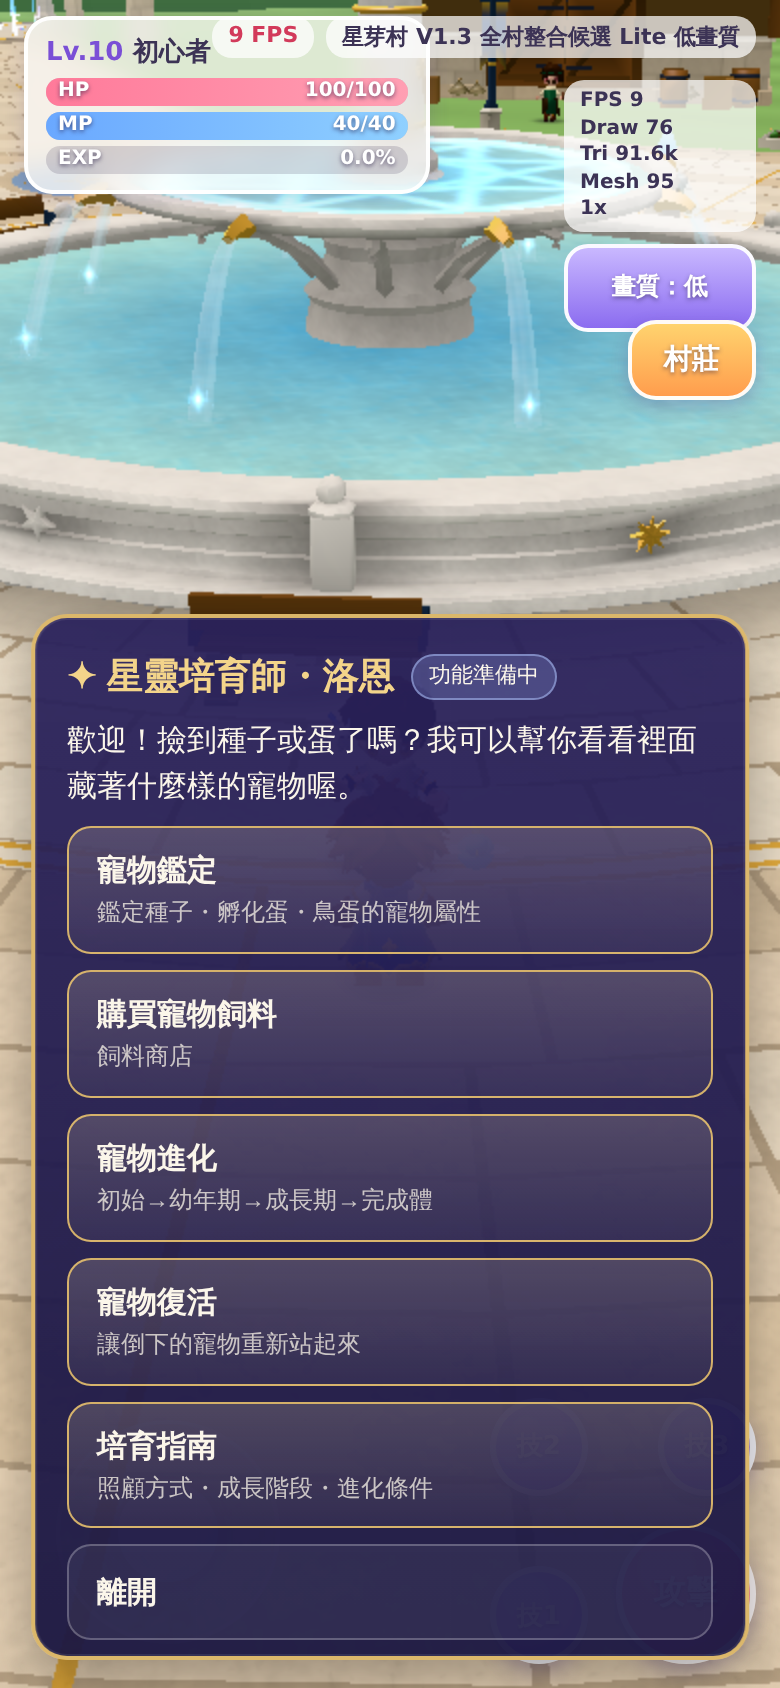 Lv.10 初心者
9 FPS
星芽村 V1.3 全村整合候選 Lite 低畫質
HP 100/100
MP 40/40
EXP 0.0%
FPS 9
Draw 76
Tri 91.6k
Mesh 95
1x
畫質：低
村莊
✦ 星靈培育師・洛恩 功能準備中
歡迎！撿到種子或蛋了嗎？我可以幫你看看裡面
藏著什麼樣的寵物喔。
寵物鑑定
鑑定種子・孵化蛋・鳥蛋的寵物屬性
購買寵物飼料
飼料商店
寵物進化
初始→幼年期→成長期→完成體
寵物復活
讓倒下的寵物重新站起來
技2 技3
培育指南
照顧方式・成長階段・進化條件
離開
技1 攻擊